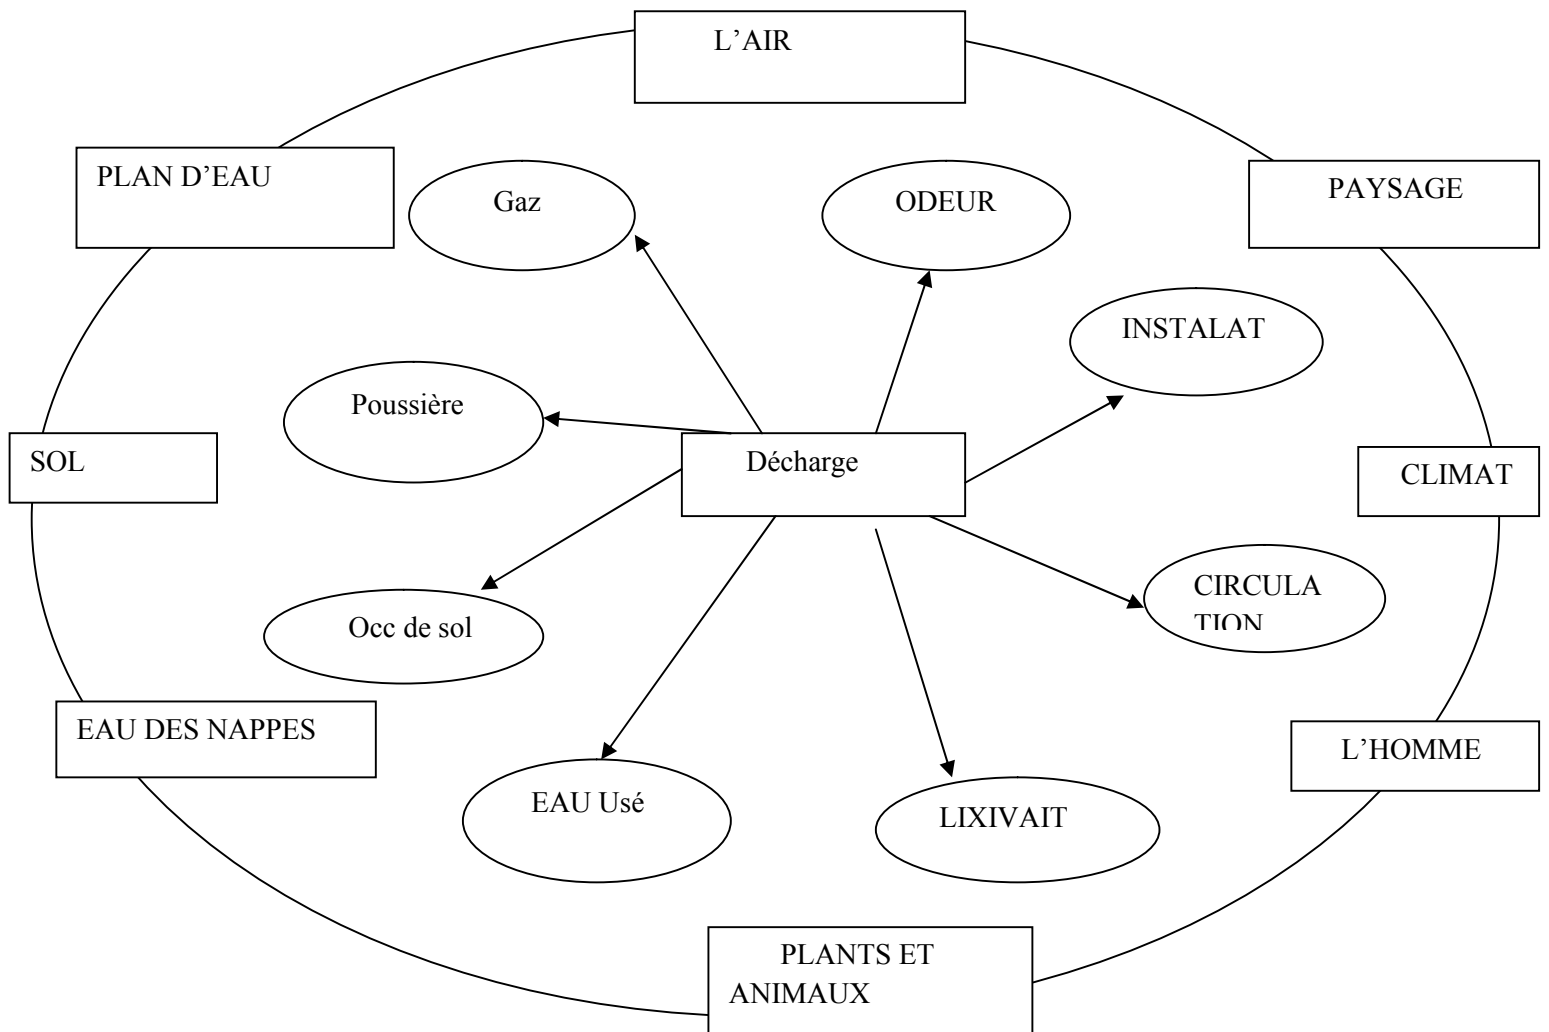 L’AIR
PLAN D’EAU
PAYSAGE
Gaz
ODEUR
INSTALAT
Poussière
Décharge
SOL
CLIMAT
CIRCULA
TION
Occ de sol
EAU DES NAPPES
L’HOMME
EAU Usé
LIXIVAIT
PLANTS ET
ANIMAUX